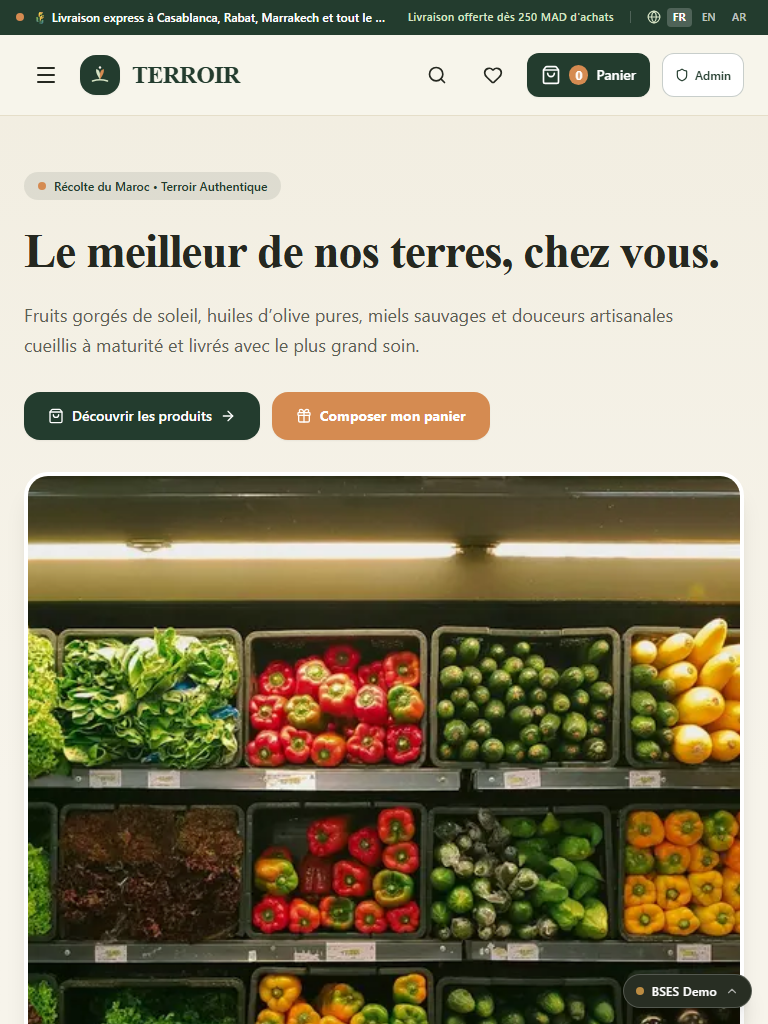 Livraison express à Casablanca, Rabat, Marrakech et tout le ...
Livraison offerte dès 250 MAD d'achats
FR EN AR
TERROIR
0 Panier
Admin
Récolte du Maroc • Terroir Authentique
Le meilleur de nos terres, chez vous.
Fruits gorgés de soleil, huiles d’olive pures, miels sauvages et douceurs artisanales
cueillis à maturité et livrés avec le plus grand soin.
Découvrir les produits
Composer mon panier
BSES Demo